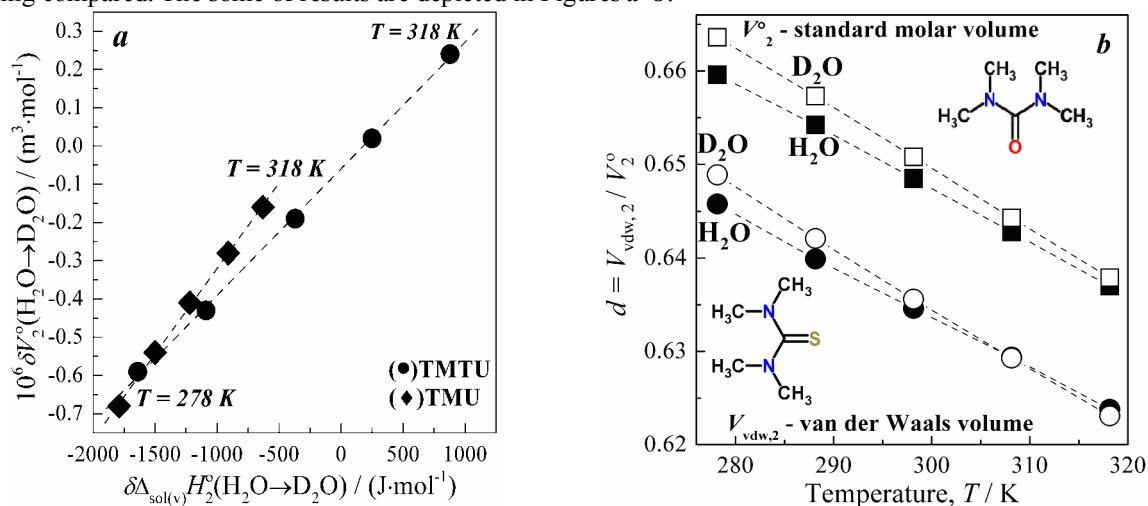 ing compared. The some of results are depicted in Figures a–b.
a
T = 318 K
T = 318 K
T = 278 K
(●)TMTU
(◆)TMU
10⁶δV₂°(H₂O→D₂O) / (m³·mol⁻¹)
0.3
0.2
0.1
0.0
-0.1
-0.2
-0.3
-0.4
-0.5
-0.6
-0.7
-2000 -1500 -1000 -500 0 500 1000
δΔsol(v)H₂°(H₂O→D₂O) / (J·mol⁻¹)
b
V°₂ - standard molar volume
D₂O
H₂O
D₂O
H₂O
H₃C
CH₃
CH₃
N
N
H₃C
CH₃
O
CH₃
H₃C
N
S
N
H₃C
CH₃
Vvdw,2 - van der Waals volume
d = Vvdw, 2 / V₂°
0.66
0.65
0.64
0.63
0.62
280 290 300 310 320
Temperature, T / K